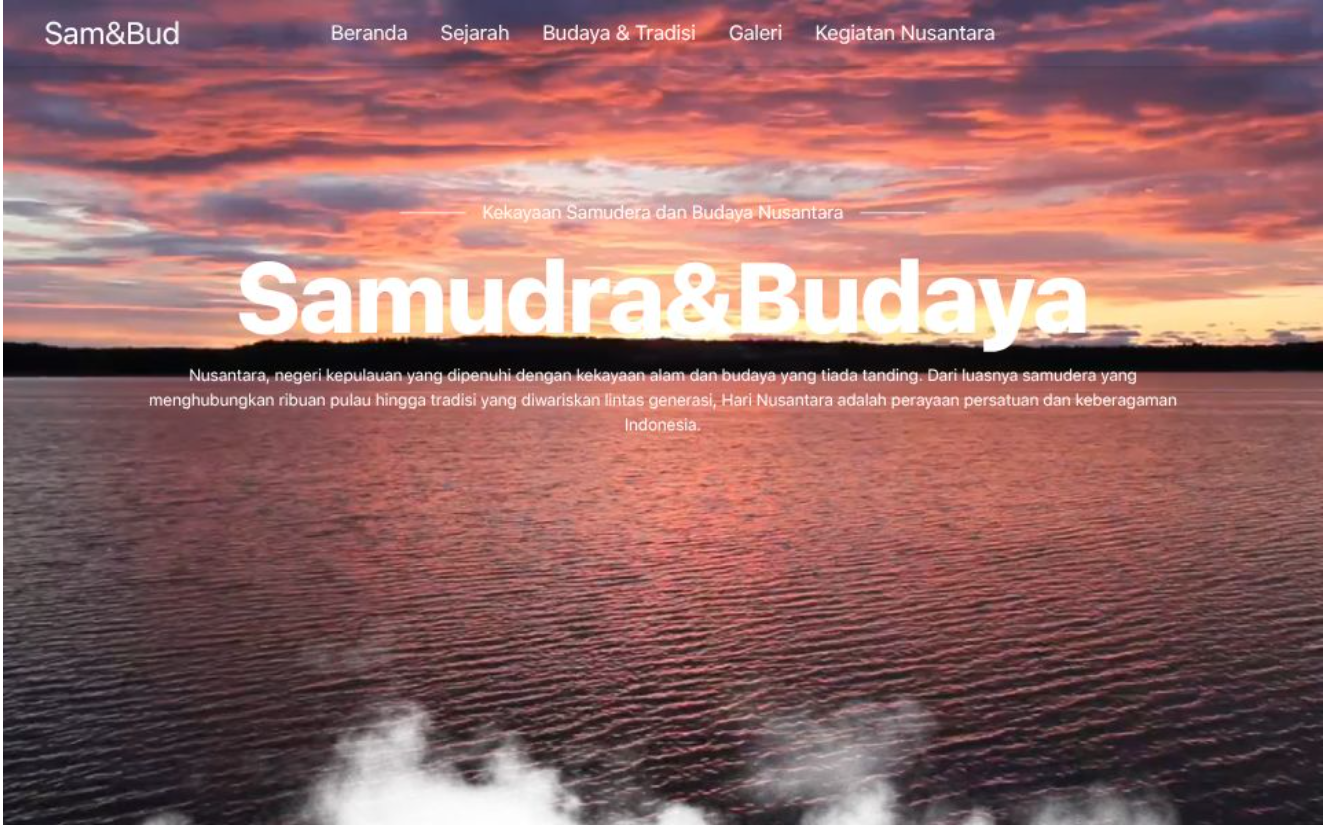 Sam&Bud
Beranda Sejarah Budaya & Tradisi Galeri Kegiatan Nusantara
Kekayaan Samudera dan Budaya Nusantara
Samudra&Budaya
Nusantara, negeri kepulauan yang dipenuhi dengan kekayaan alam dan budaya yang tiada tanding. Dari luasnya samudera yang
menghubungkan ribuan pulau hingga tradisi yang diwariskan lintas generasi, Hari Nusantara adalah perayaan persatuan dan keberagaman
Indonesia.